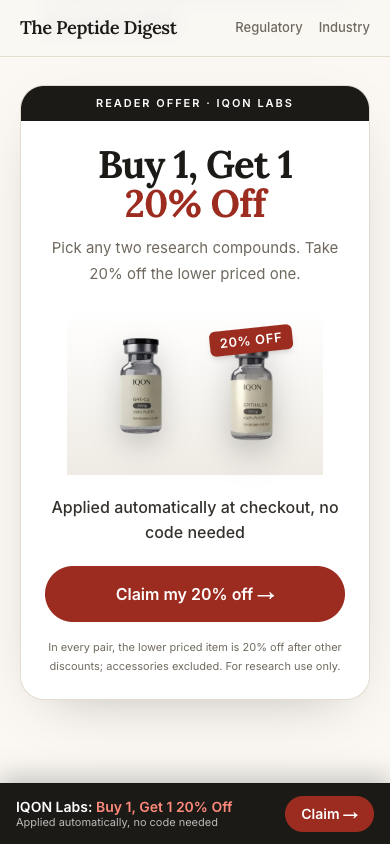 The Peptide Digest
Regulatory Industry
READER OFFER · IQON LABS
Buy 1, Get 1
20% Off
Pick any two research compounds. Take
20% off the lower priced one.
20% OFF
IQON
IQON
Applied automatically at checkout, no
code needed
Claim my 20% off →
In every pair, the lower priced item is 20% off after other
discounts; accessories excluded. For research use only.
IQON Labs: Buy 1, Get 1 20% Off
Applied automatically, no code needed
Claim →